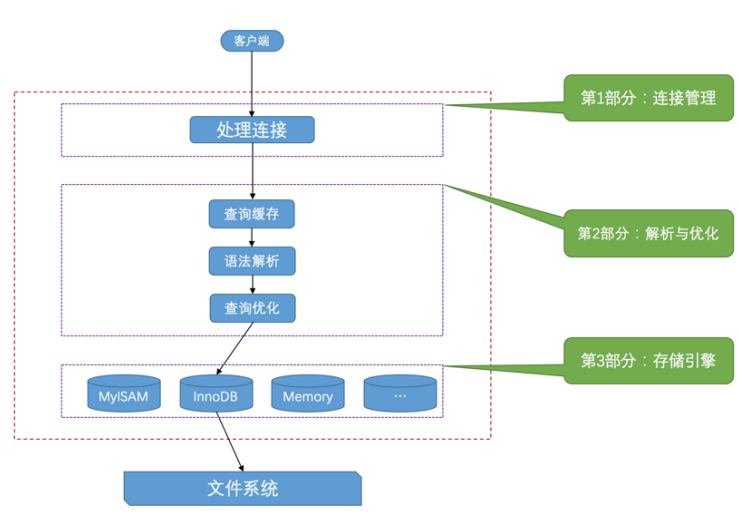 客户端
处理连接
第1部分：连接管理
查询缓存
语法解析
查询优化
第2部分：解析与优化
MyISAM
InnoDB
Memory
…
第3部分：存储引擎
文件系统